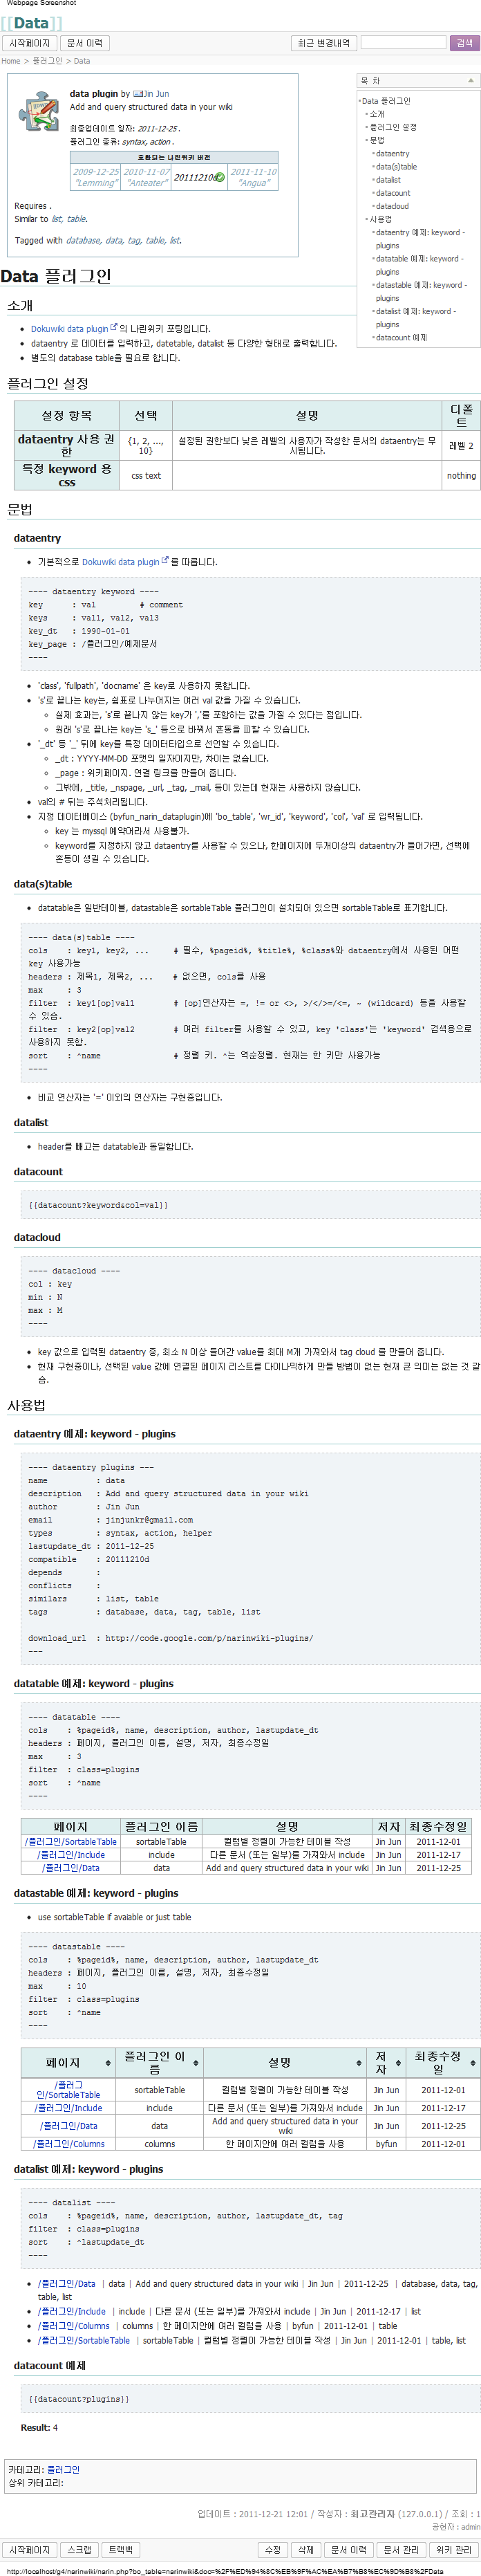 Webpage Screenshot
[[Data]]
시작페이지 문서 이력 최근 변경내역 검색
Home > 플러그인 > Data
data plugin by Jin Jun
Add and query structured data in your wiki
최종업데이트 일자: 2011-12-25 .
플러그인 종류: syntax, action .
호환되는 나린위키 버전
2009-12-25 "Lemming" 2010-11-07 "Anteater" 20111210d 2011-11-10 "Angua"
Requires .
Similar to list, table.
Tagged with database, data, tag, table, list.
목 차
Data 플러그인
소개
플러그인 설정
문법
dataentry
data(s)table
datalist
datacount
datacloud
사용법
dataentry 예제: keyword -
plugins
datatable 예제: keyword -
plugins
datastable 예제: keyword -
plugins
datalist 예제: keyword -
plugins
datacount 예제
Data 플러그인
소개
Dokuwiki data plugin 의 나린위키 포팅입니다.
dataentry 로 데이터를 입력하고, datetable, datalist 등 다양한 형태로 출력합니다.
별도의 database table을 필요로 합니다.
플러그인 설정
설정 항목 선택 설명 디폴트
dataentry 사용 권한 {1, 2, ..., 10} 설정된 권한보다 낮은 레벨의 사용자가 작성한 문서의 dataentry는 무시됩니다. 레벨 2
특정 keyword 용 css css text nothing
문법
dataentry
기본적으로 Dokuwiki data plugin 를 따릅니다.
---- dataentry keyword ----
key : val # comment
keys : val1, val2, val3
key_dt : 1990-01-01
key_page : /플러그인/예제문서
----
'class', 'fullpath', 'docname' 은 key로 사용하지 못합니다.
's'로 끝나는 key는, 쉼표로 나누어지는 여러 val 값을 가질 수 있습니다.
실제 효과는, 's'로 끝나지 않는 key가 ','를 포함하는 값을 가질 수 있다는 점입니다.
원래 's'로 끝나는 key는 's_' 등으로 바꿔서 혼동을 피할 수 있습니다.
'_dt' 등 '_' 뒤에 key를 특정 데이터타입으로 선언할 수 있습니다.
_dt : YYYY-MM-DD 포맷의 일자이지만, 차이는 없습니다.
_page : 위키페이지. 연결 링크를 만들어 줍니다.
그밖에, _title, _nspage, _url, _tag, _mail, 등이 있는데 현재는 사용하지 않습니다.
val의 # 뒤는 주석처리됩니다.
지정 데이터베이스 (byfun_narin_dataplugin)에 'bo_table', 'wr_id', 'keyword', 'col', 'val' 로 입력됩니다.
key 는 myssql 예약어라서 사용불가.
keyword를 지정하지 않고 dataentry를 사용할 수 있으나, 한페이지에 두개이상의 dataentry가 들어가면, 선택에
혼동이 생길 수 있습니다.
data(s)table
datatable은 일반테이블, datastable은 sortableTable 플러그인이 설치되어 있으면 sortableTable로 표기합니다.
---- data(s)table ----
cols : key1, key2, ... # 필수, %pageid%, %title%, %class%와 dataentry에서 사용된 어떤
key 사용가능
headers : 제목1, 제목2, ... # 없으면, cols를 사용
max : 3
filter : key1[op]val1 # [op]연산자는 =, != or <>, >/</>=/<=, ~ (wildcard) 등을 사용할
수 있슴.
filter : key2[op]val2 # 여러 filter를 사용할 수 있고, key 'class'는 'keyword' 검색용으로
사용하지 못함.
sort : ^name # 정렬 키. ^는 역순정렬. 현재는 한 키만 사용가능
----
비교 연산자는 '=' 이외의 연산자는 구현중입니다.
datalist
header를 빼고는 datatable과 동일합니다.
datacount
{{datacount?keyword&col=val}}
datacloud
---- datacloud ----
col : key
min : N
max : M
----
key 값으로 입력된 dataentry 중, 최소 N 이상 들어간 value를 최대 M개 가져와서 tag cloud 를 만들어 줍니다.
현재 구현중이나, 선택된 value 값에 연결된 페이지 리스트를 다이나믹하게 만들 방법이 없는 현재 큰 의미는 없는 것 같
슴.
사용법
dataentry 예제: keyword - plugins
---- dataentry plugins ---
name : data
description : Add and query structured data in your wiki
author : Jin Jun
email : jinjunkr@gmail.com
types : syntax, action, helper
lastupdate_dt : 2011-12-25
compatible : 20111210d
depends :
conflicts :
similars : list, table
tags : database, data, tag, table, list
download_url : http://code.google.com/p/narinwiki-plugins/
---
datatable 예제: keyword - plugins
---- datatable ----
cols : %pageid%, name, description, author, lastupdate_dt
headers : 페이지, 플러그인 이름, 설명, 저자, 최종수정일
max : 3
filter : class=plugins
sort : ^name
----
페이지 플러그인 이름 설명 저자 최종수정일
/플러그인/SortableTable sortableTable 컬럼별 정렬이 가능한 테이블 작성 Jin Jun 2011-12-01
/플러그인/Include include 다른 문서 (또는 일부)를 가져와서 include Jin Jun 2011-12-17
/플러그인/Data data Add and query structured data in your wiki Jin Jun 2011-12-25
datastable 예제: keyword - plugins
use sortableTable if avaiable or just table
---- datastable ----
cols : %pageid%, name, description, author, lastupdate_dt
headers : 페이지, 플러그인 이름, 설명, 저자, 최종수정일
max : 10
filter : class=plugins
sort : ^name
----
페이지 플러그인 이름 설명 저자 최종수정일
/플러그인/SortableTable sortableTable 컬럼별 정렬이 가능한 테이블 작성 Jin Jun 2011-12-01
/플러그인/Include include 다른 문서 (또는 일부)를 가져와서 include Jin Jun 2011-12-17
/플러그인/Data data Add and query structured data in your wiki Jin Jun 2011-12-25
/플러그인/Columns columns 한 페이지안에 여러 컬럼을 사용 byfun 2011-12-01
datalist 예제: keyword - plugins
---- datalist ----
cols : %pageid%, name, description, author, lastupdate_dt, tag
filter : class=plugins
sort : ^lastupdate_dt
----
/플러그인/Data | data | Add and query structured data in your wiki | Jin Jun | 2011-12-25 | database, data, tag,
table, list
/플러그인/Include | include | 다른 문서 (또는 일부)를 가져와서 include | Jin Jun | 2011-12-17 | list
/플러그인/Columns | columns | 한 페이지안에 여러 컬럼을 사용 | byfun | 2011-12-01 | table
/플러그인/SortableTable | sortableTable | 컬럼별 정렬이 가능한 테이블 작성 | Jin Jun | 2011-12-01 | table, list
datacount 예제
{{datacount?plugins}}
Result: 4
카테고리: 플러그인
상위 카테고리:
업데이트 : 2011-12-21 12:01 / 작성자 : 최고관리자 (127.0.0.1) / 조회 : 1
공헌자 : admin
시작페이지 스크랩 트랙백 수정 삭제 문서 이력 문서 관리 위키 관리
http://localhost/g4/narinwiki/narin.php?bo_table=narinwiki&doc=%2F%ED%94%8C%EB%9F%AC%EA%B7%B8%EC%9D%B8%2FData